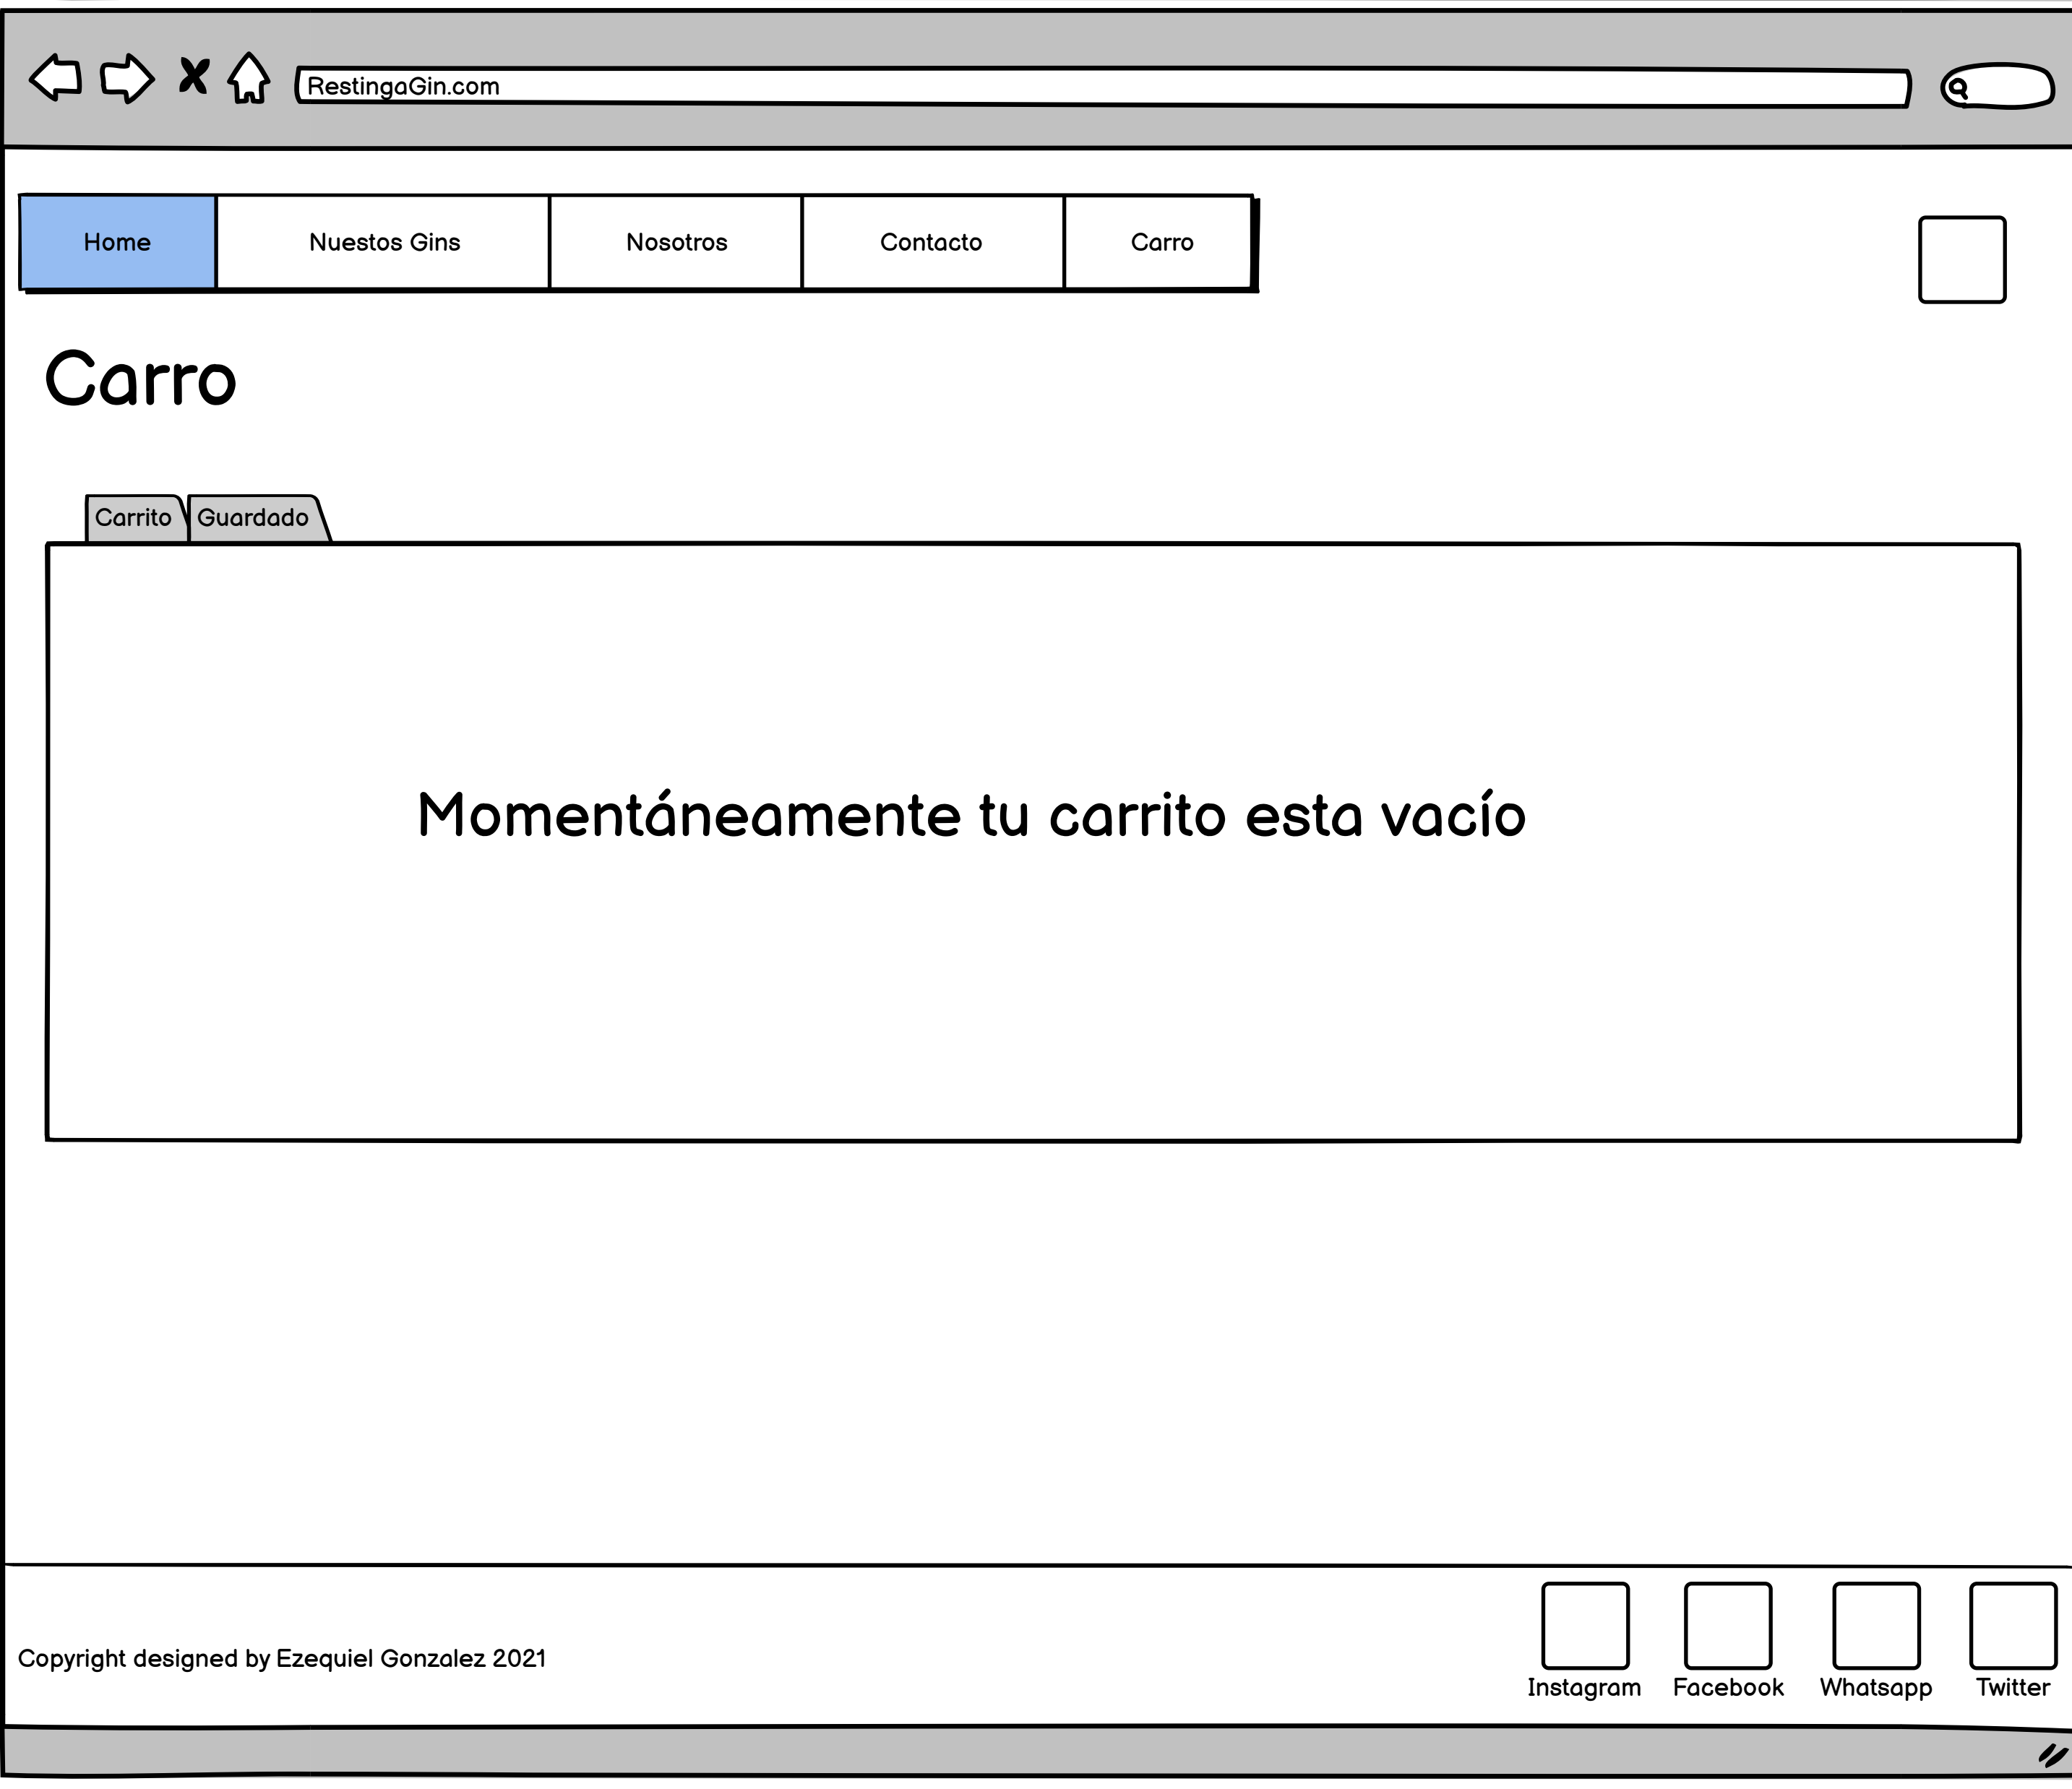 RestingaGin.com
Home Nuestos Gins Nosotros Contacto Carro
Carro
Carrito Guardado
Momentáneamente tu carrito esta vacío
Copyright designed by Ezequiel Gonzalez 2021
Instagram Facebook Whatsapp Twitter